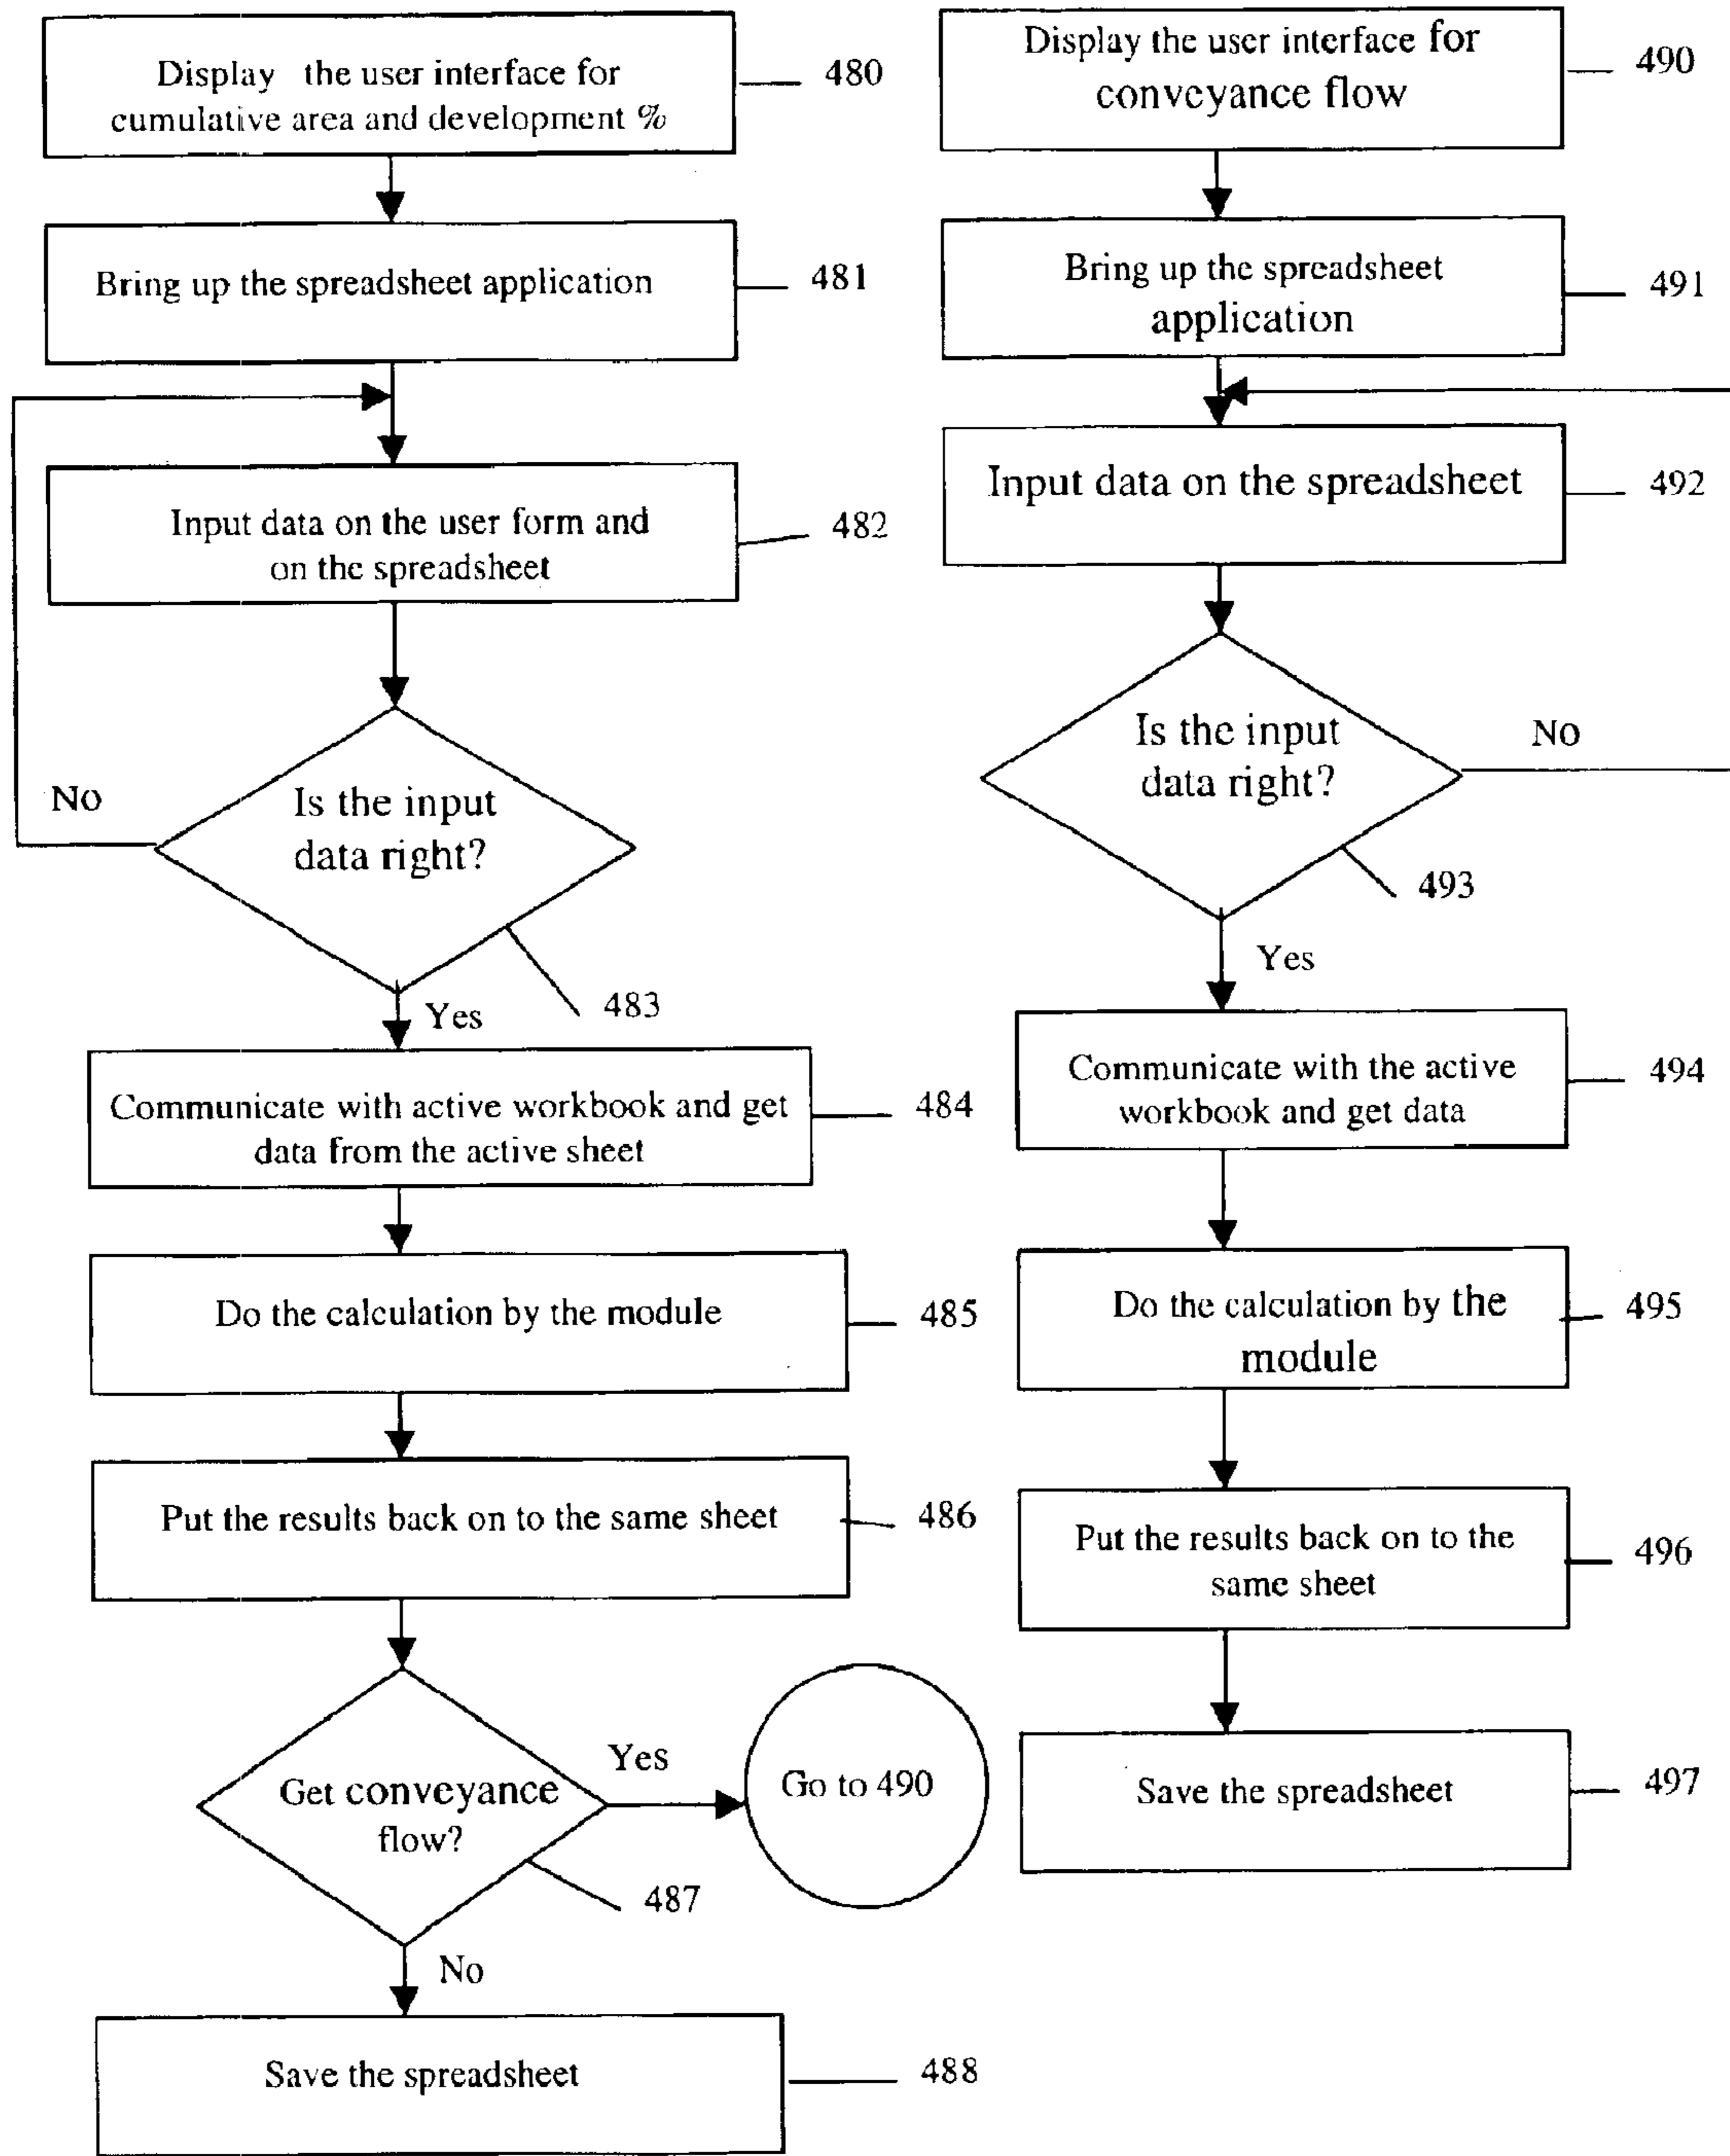 Display the user interface for
cumulative area and development %
480
Bring up the spreadsheet application
481
Input data on the user form and
on the spreadsheet
482
No
Is the input
data right?
483
Yes
Communicate with active workbook and get
data from the active sheet
484
Do the calculation by the module
485
Put the results back on to the same sheet
486
Get conveyance
flow?
487
Yes
Go to 490
No
Save the spreadsheet
488
Display the user interface for
conveyance flow
490
Bring up the spreadsheet
application
491
Input data on the spreadsheet
492
Is the input
data right?
No
493
Yes
Communicate with the active
workbook and get data
494
Do the calculation by the
module
495
Put the results back on to the
same sheet
496
Save the spreadsheet
497